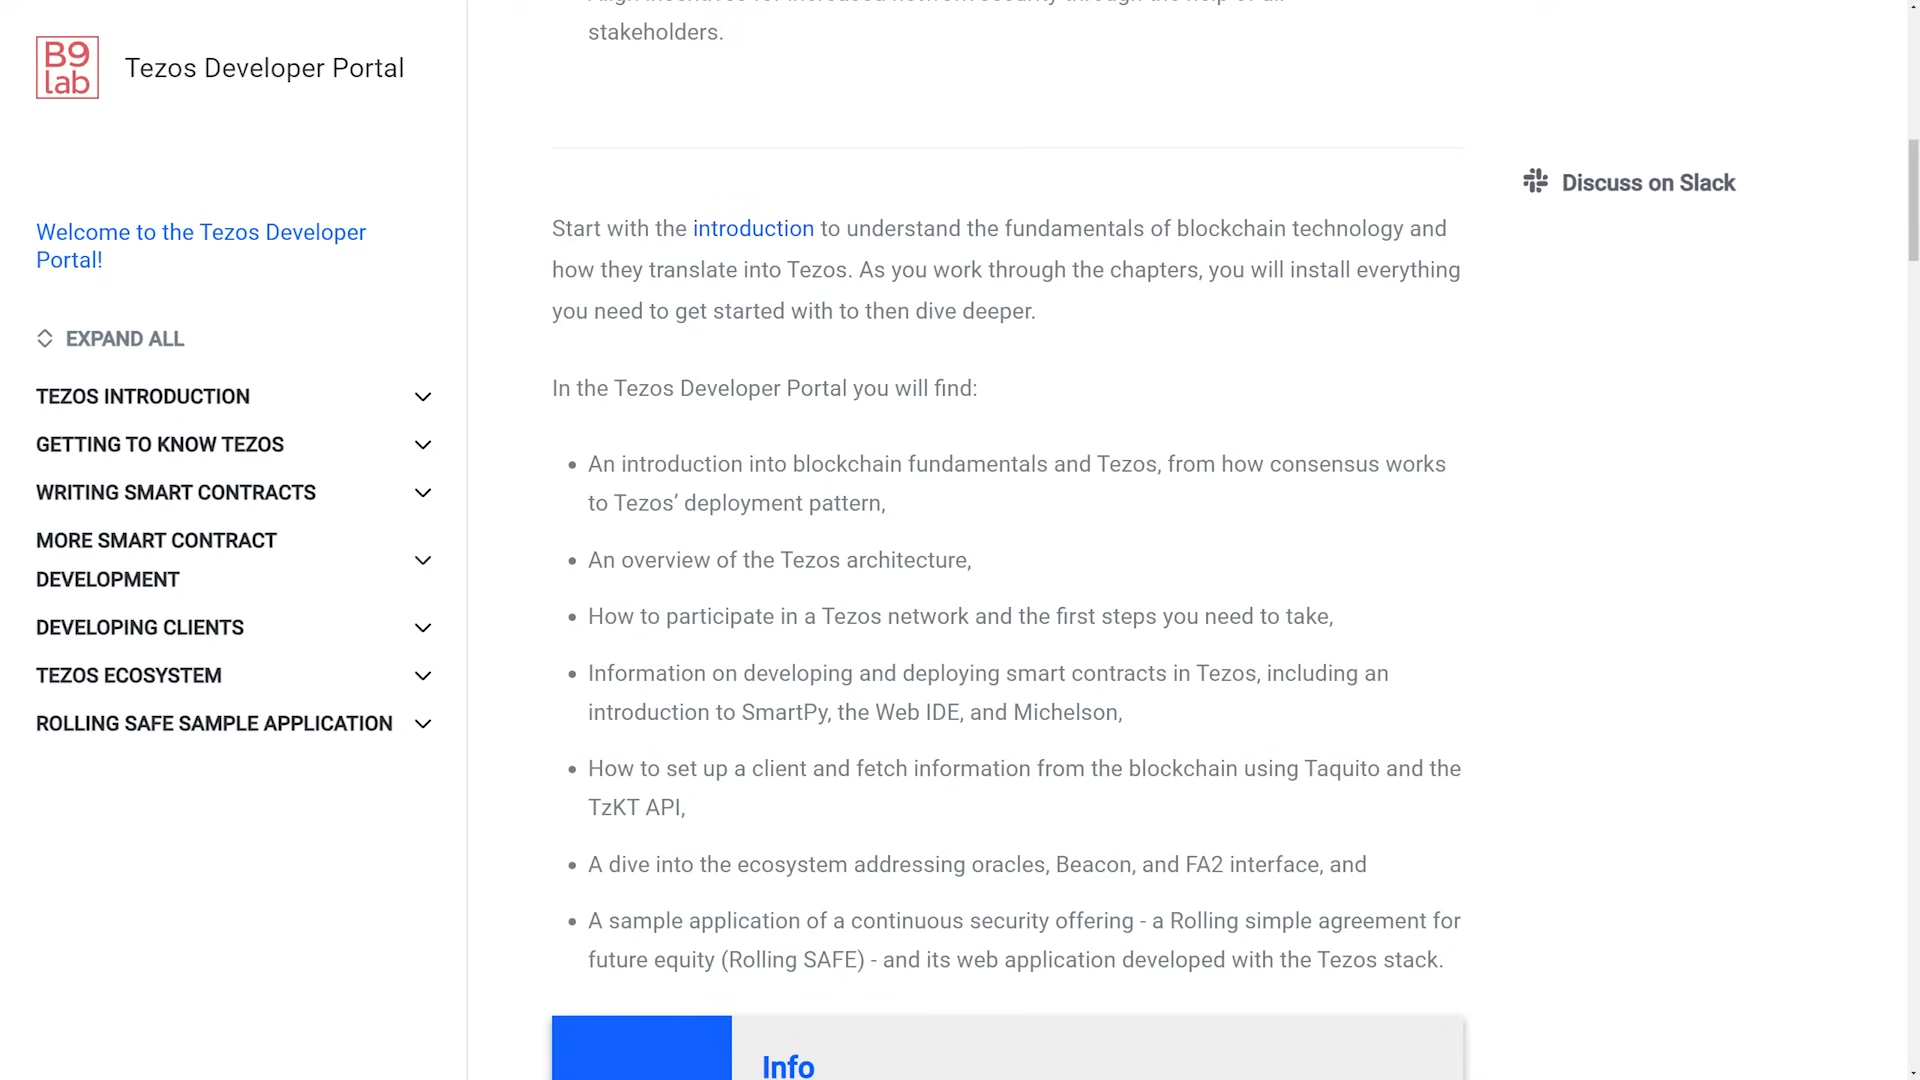 B9
lab
Tezos Developer Portal
Welcome to the Tezos Developer
Portal!
EXPAND ALL
TEZOS INTRODUCTION
GETTING TO KNOW TEZOS
WRITING SMART CONTRACTS
MORE SMART CONTRACT
DEVELOPMENT
DEVELOPING CLIENTS
TEZOS ECOSYSTEM
ROLLING SAFE SAMPLE APPLICATION
stakeholders.
Start with the introduction to understand the fundamentals of blockchain technology and
how they translate into Tezos. As you work through the chapters, you will install everything
you need to get started with to then dive deeper.
In the Tezos Developer Portal you will find:
• An introduction into blockchain fundamentals and Tezos, from how consensus works
to Tezos’ deployment pattern,
• An overview of the Tezos architecture,
• How to participate in a Tezos network and the first steps you need to take,
• Information on developing and deploying smart contracts in Tezos, including an
introduction to SmartPy, the Web IDE, and Michelson,
• How to set up a client and fetch information from the blockchain using Taquito and the
TzKT API,
• A dive into the ecosystem addressing oracles, Beacon, and FA2 interface, and
• A sample application of a continuous security offering - a Rolling simple agreement for
future equity (Rolling SAFE) - and its web application developed with the Tezos stack.
Info
Discuss on Slack